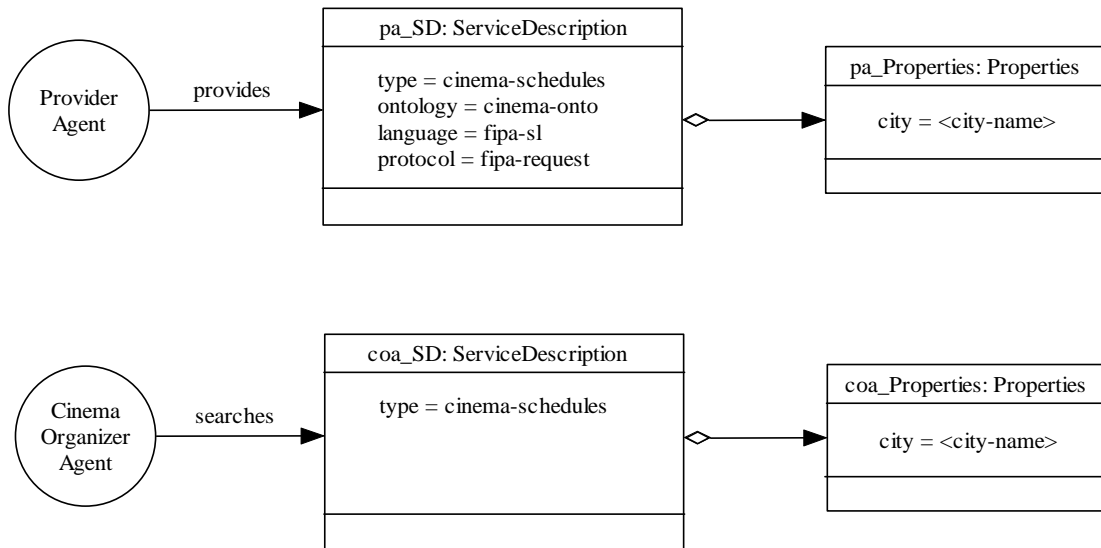 pa_SD: ServiceDescription
type = cinema-schedules
ontology = cinema-onto
language = fipa-sl
protocol = fipa-request
Provider
Agent
provides
pa_Properties: Properties
city = <city-name>
coa_SD: ServiceDescription
type = cinema-schedules
Cinema
Organizer
Agent
searches
coa_Properties: Properties
city = <city-name>